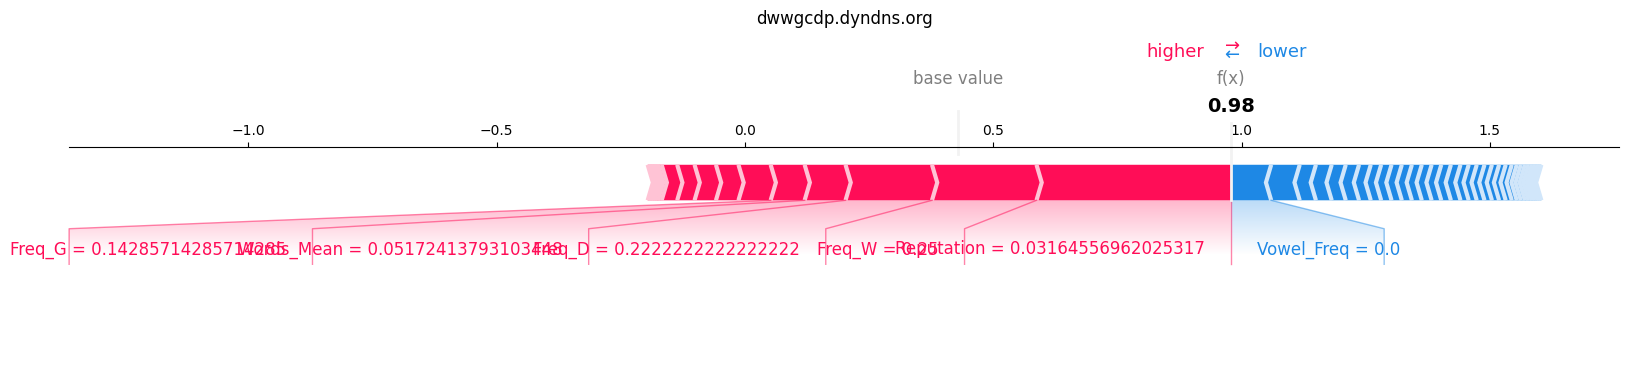 dwwgcdp.dyndns.org
higher ⇄ lower
base value f(x)
0.98
−1.0 −0.5 0.0 0.5 1.0 1.5
Freq_G = 0.14285714285714285 Words_Mean = 0.05172413793103448 Freq_D = 0.2222222222222222 Freq_W = 0.25 Reputation = 0.03164556962025317 Vowel_Freq = 0.0